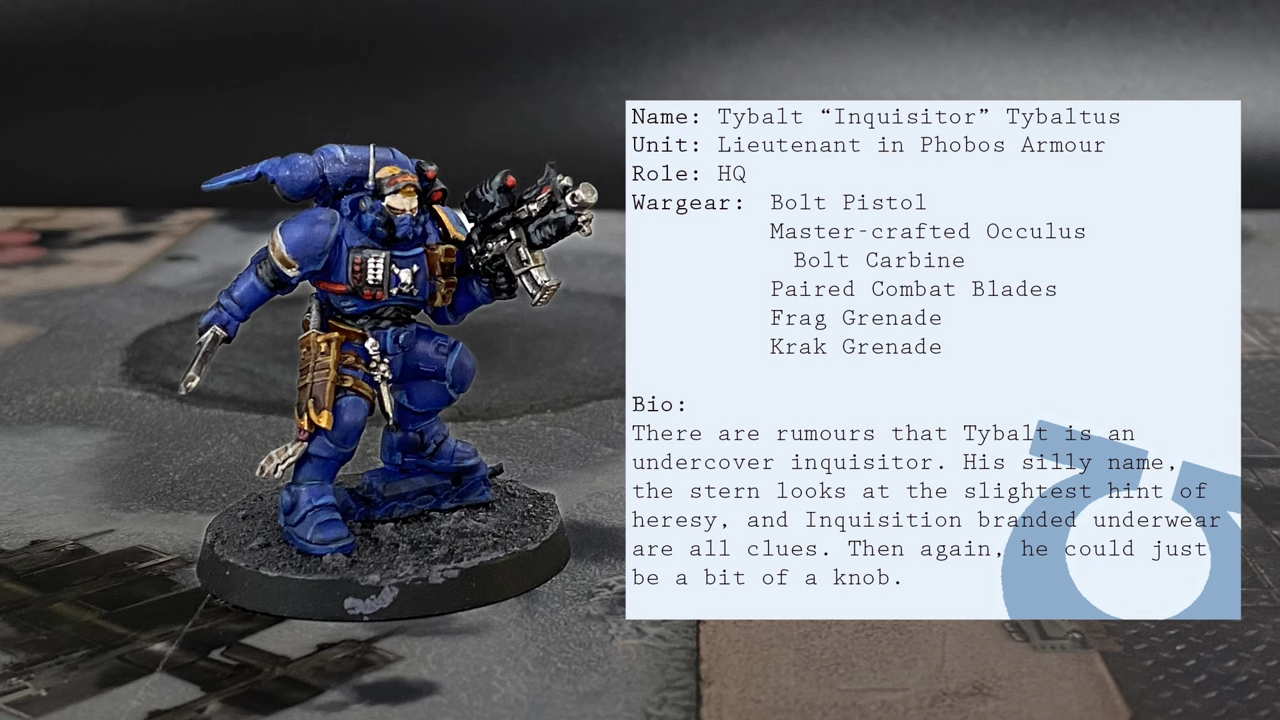 Name: Tybalt “Inquisitor” Tybaltus
Unit: Lieutenant in Phobos Armour
Role: HQ
Wargear: Bolt Pistol
Master-crafted Occulus
Bolt Carbine
Paired Combat Blades
Frag Grenade
Krak Grenade
Bio:
There are rumours that Tybalt is an
undercover inquisitor. His silly name,
the stern looks at the slightest hint of
heresy, and Inquisition branded underwear
are all clues. Then again, he could just
be a bit of a knob.